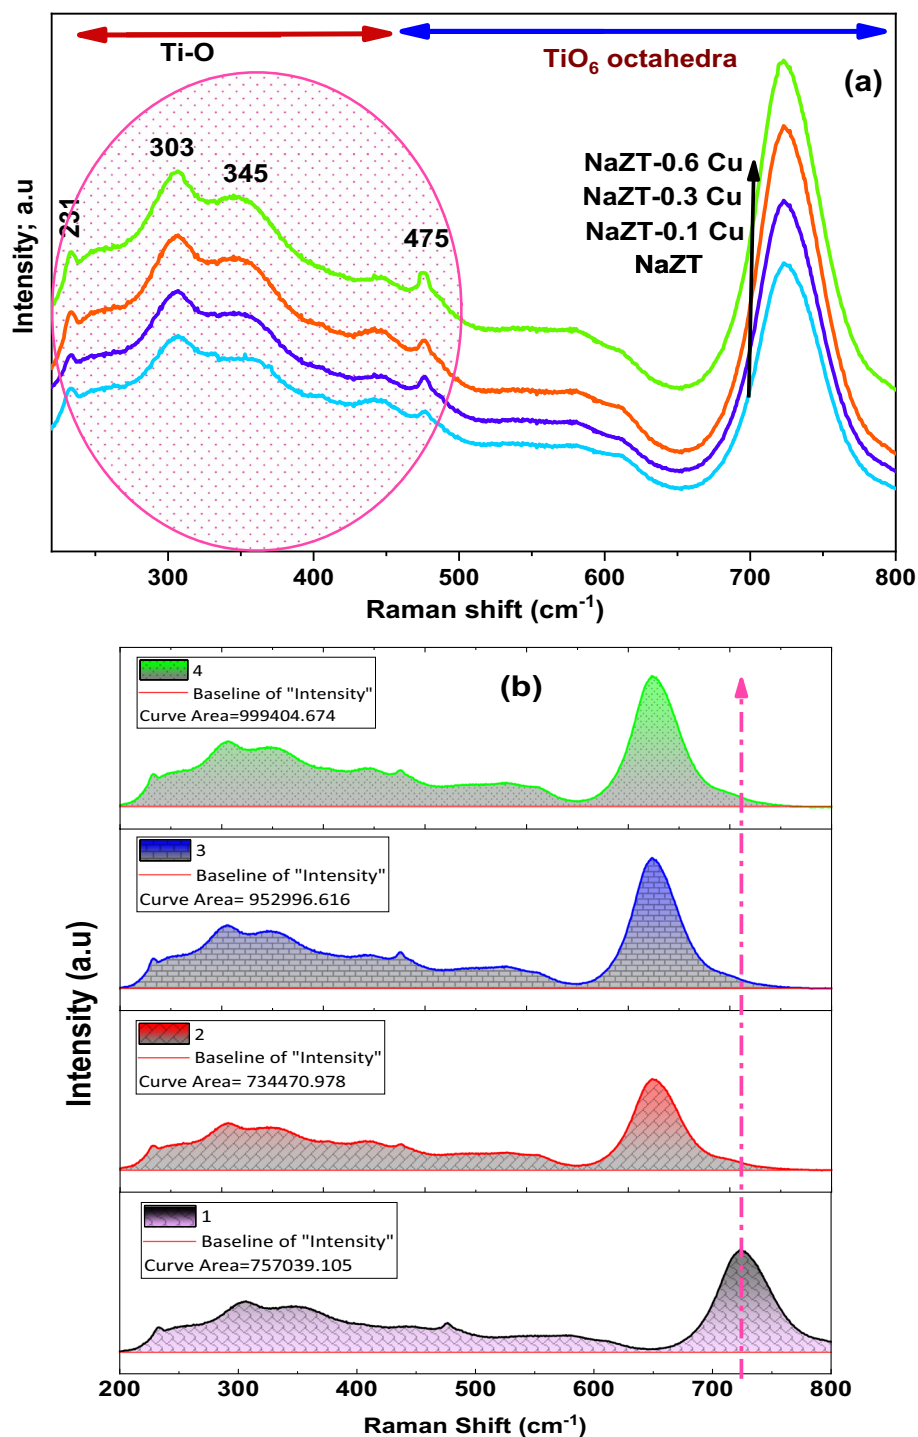 Ti-O
TiO6 octahedra
(a)
303
345
231
475
NaZT-0.6 Cu
NaZT-0.3 Cu
NaZT-0.1 Cu
NaZT
Intensity; a.u
300 400 500 600 700 800
Raman shift (cm-1)
(b)
4
Baseline of "Intensity"
Curve Area=999404.674
3
Baseline of "Intensity"
Curve Area= 952996.616
2
Baseline of "Intensity"
Curve Area= 734470.978
1
Baseline of "Intensity"
Curve Area=757039.105
Intensity (a.u)
200 300 400 500 600 700 800
Raman Shift (cm-1)